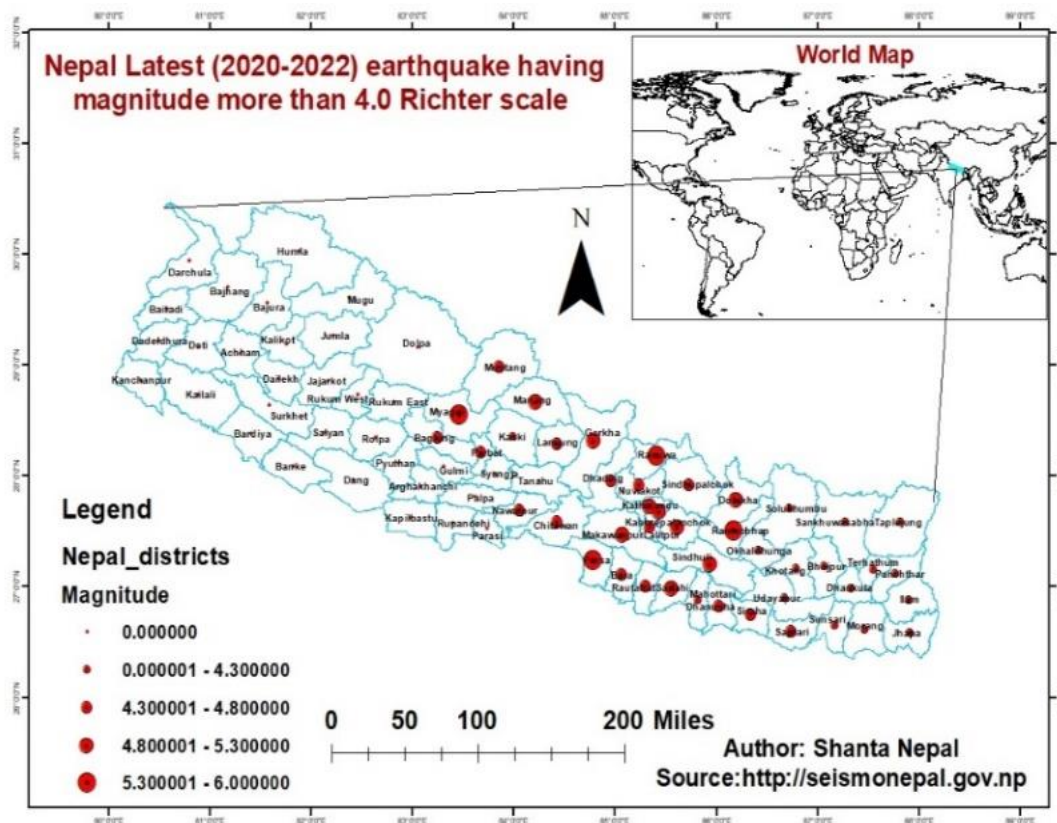 Nepal Latest (2020-2022) earthquake having
magnitude more than 4.0 Richter scale
World Map
N
Humla
Darchula
Bajhang
Mugu
Baitadi
Bajura
Dadeldhura
Doti
Achham
Kalikot
Jumla
Dolpa
Kanchanpur
Kailali
Dailekh
Jajarkot
Mustang
Rukum West
Rukum East
Manang
Surkhet
Myagdi
Bardiya
Salyan
Rolpa
Baglung
Kaski
Lamjung
Gorkha
Parbat
Rasuwa
Banke
Pyuthan
Gulmi
Syangja
Tanahu
Dhading
Nuwakot
Sindhupalchok
Dang
Arghakhanchi
Palpa
Dolakha
Solukhumbu
Nawalpur
Kapilbastu
Rupandehi
Parasi
Chitawan
Makawanpur
Lalitpur
Sankhuwasabha
Taplejung
Okhaldhunga
Sindhuli
Khotang
Bhojpur
Terhathum
Panchthar
Bara
Rautahat
Sarlahi
Mahottari
Dhanusha
Siraha
Udayapur
Dhankuta
Ilam
Saptari
Sunsari
Morang
Jhapa
Legend
Nepal_districts
Magnitude
0.000000
0.000001 - 4.300000
4.300001 - 4.800000
4.800001 - 5.300000
5.300001 - 6.000000
0 50 100 200 Miles
Author: Shanta Nepal
Source:http://seismonepal.gov.np